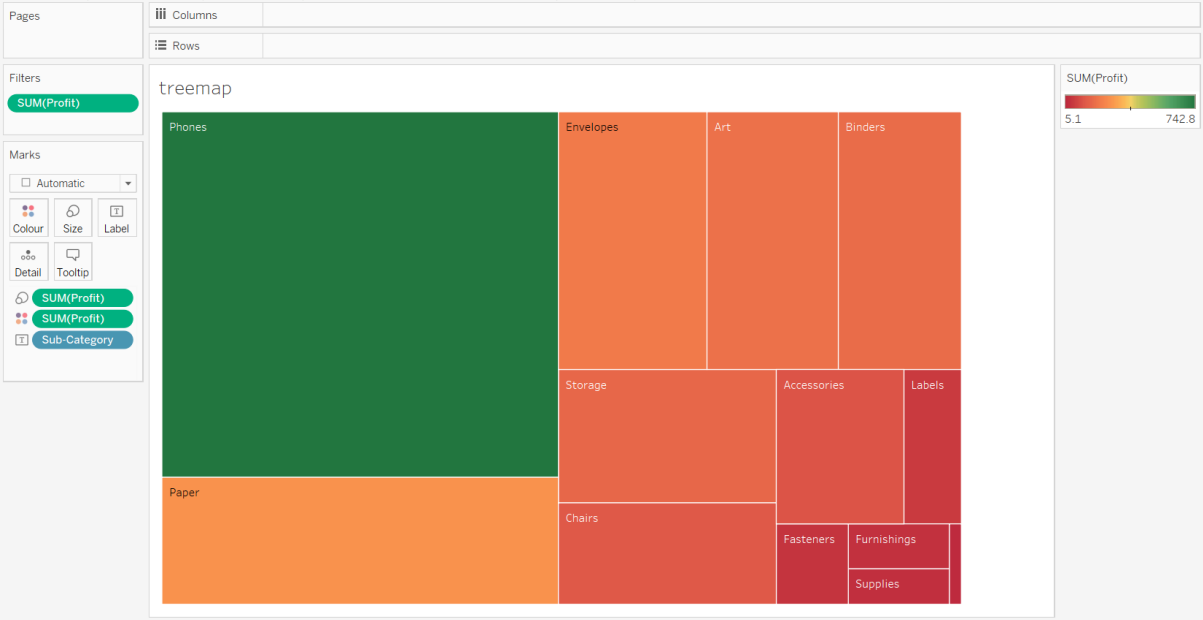 Pages
Columns
Rows
Filters
SUM(Profit)
Marks
Automatic
Colour
Size
T
Label
Detail
Tooltip
SUM(Profit)
SUM(Profit)
T
Sub-Category
treemap
Phones
Envelopes
Art
Binders
Storage
Accessories
Labels
Paper
Chairs
Fasteners
Furnishings
Supplies
SUM(Profit)
5.1
742.8